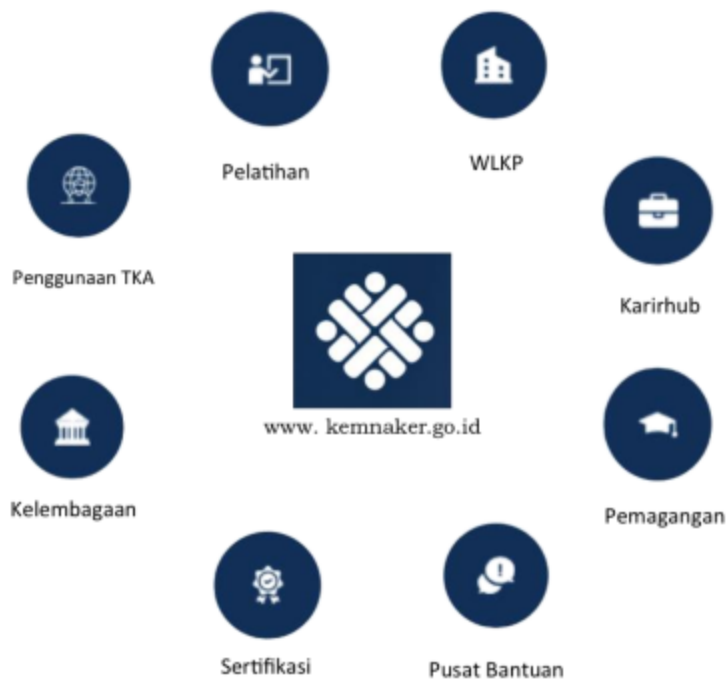 Pelatihan
WLKP
Penggunaan TKA
Karirhub
www. kemnaker.go.id
Kelembagaan
Pemagangan
Sertifikasi
Pusat Bantuan